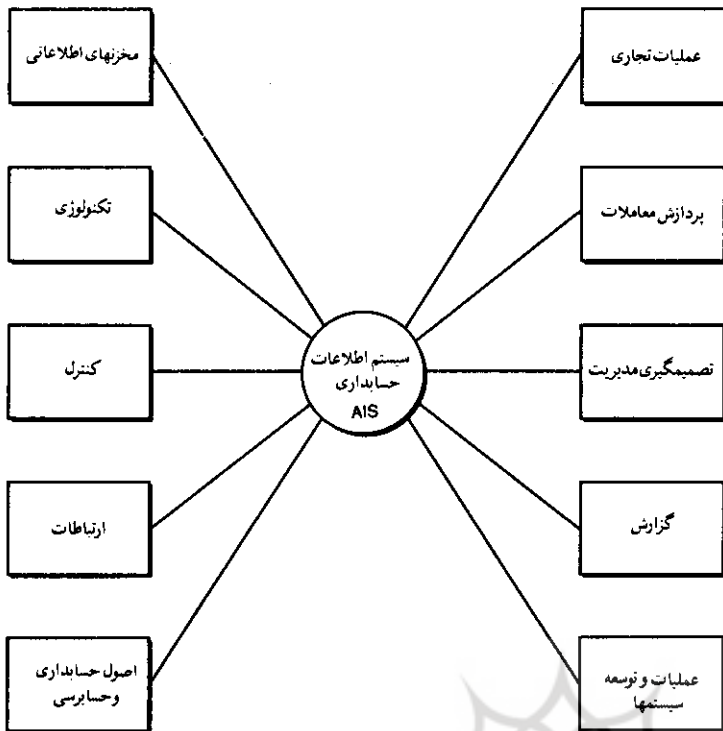 عملیات تجاری
مخزنهای اطلاعاتی
پردازش معاملات
تکنولوژی
سیستم اطلاعات
حسابداری
AIS
تصمیمگیری مدیریت
کنترل
گزارش
ارتباطات
عملیات و توسعه
سیستمها
اصول حسابداری
وحسابرسی